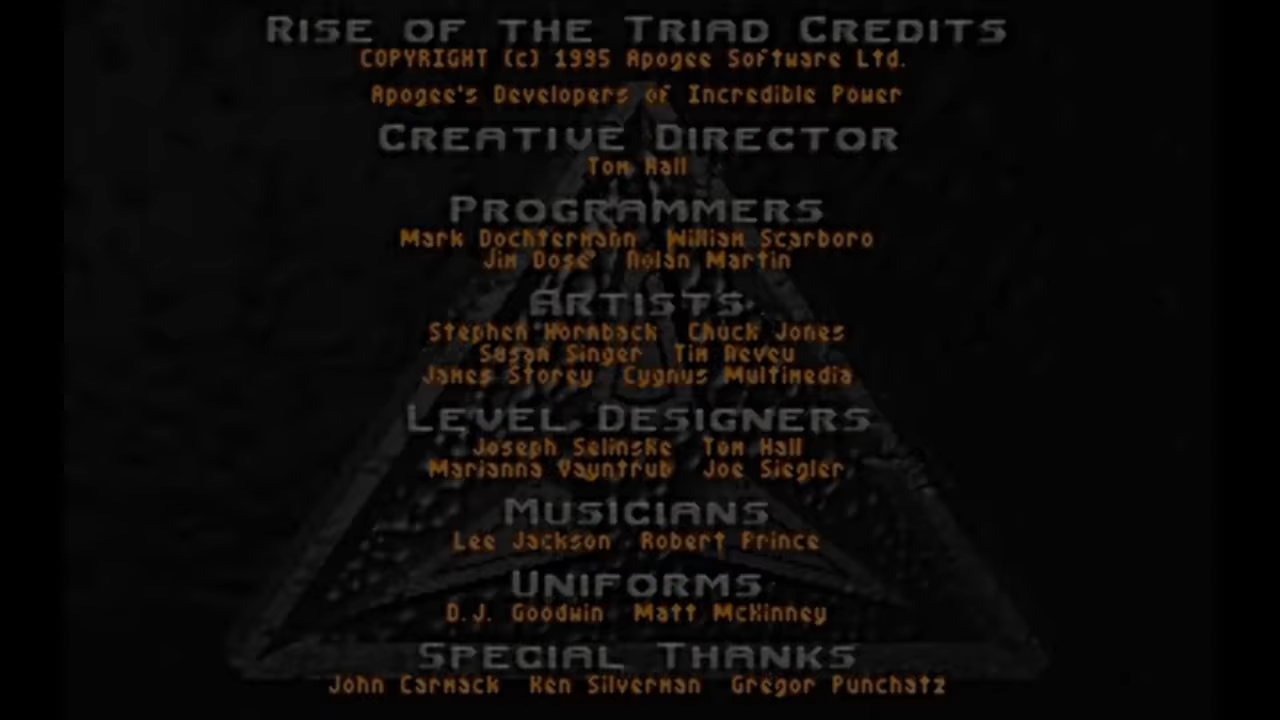 RISE OF THE TRIAD CREDITS
COPYRIGHT (c) 1995 Apogee Software Ltd.
Apogee's Developers of Incredible Power
CREATIVE DIRECTOR
Tom Hall
PROGRAMMERS
Mark Dochtermann William Scarboro
Jim Dosé Nolan Martin
ARTISTS
Stephen Hornback Chuck Jones
Susan Singer Tim Neveu
James Storey Cygnus Multimedia
LEVEL DESIGNERS
Joseph Selinske Tom Hall
Marianna Vayntrub Joe Siegler
MUSICIANS
Lee Jackson Robert Prince
UNIFORMS
D.J. Goodwin Matt McKinney
SPECIAL THANKS
John Carmack Ken Silverman Gregor Punchatz